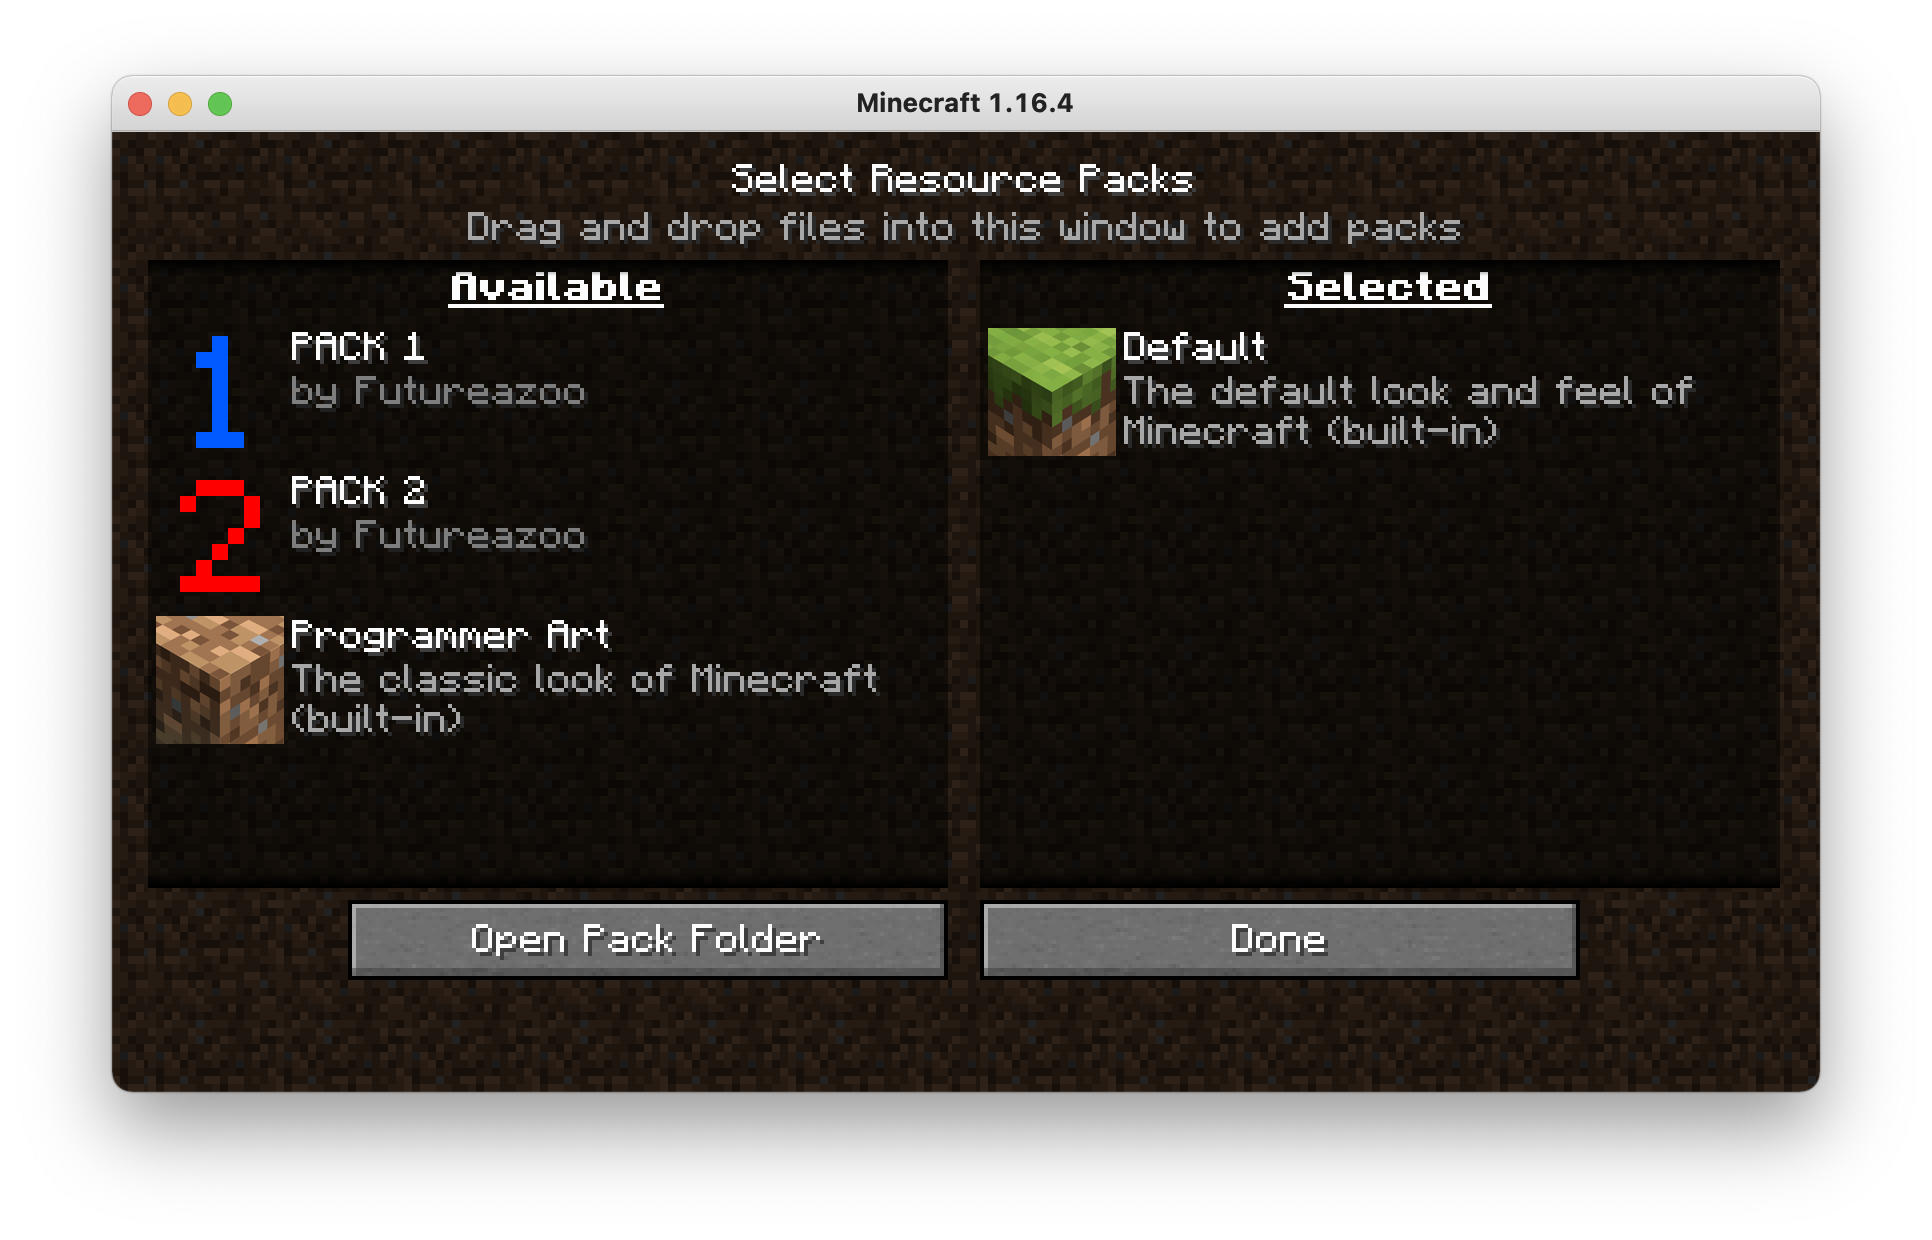 Minecraft 1.16.4
Select Resource Packs
Drag and drop files into this window to add packs
Available
1
PACK 1
by Futureazoo
2
PACK 2
by Futureazoo
Programmer Art
The classic look of Minecraft
(built-in)
Selected
Default
The default look and feel of
Minecraft (built-in)
Open Pack Folder
Done